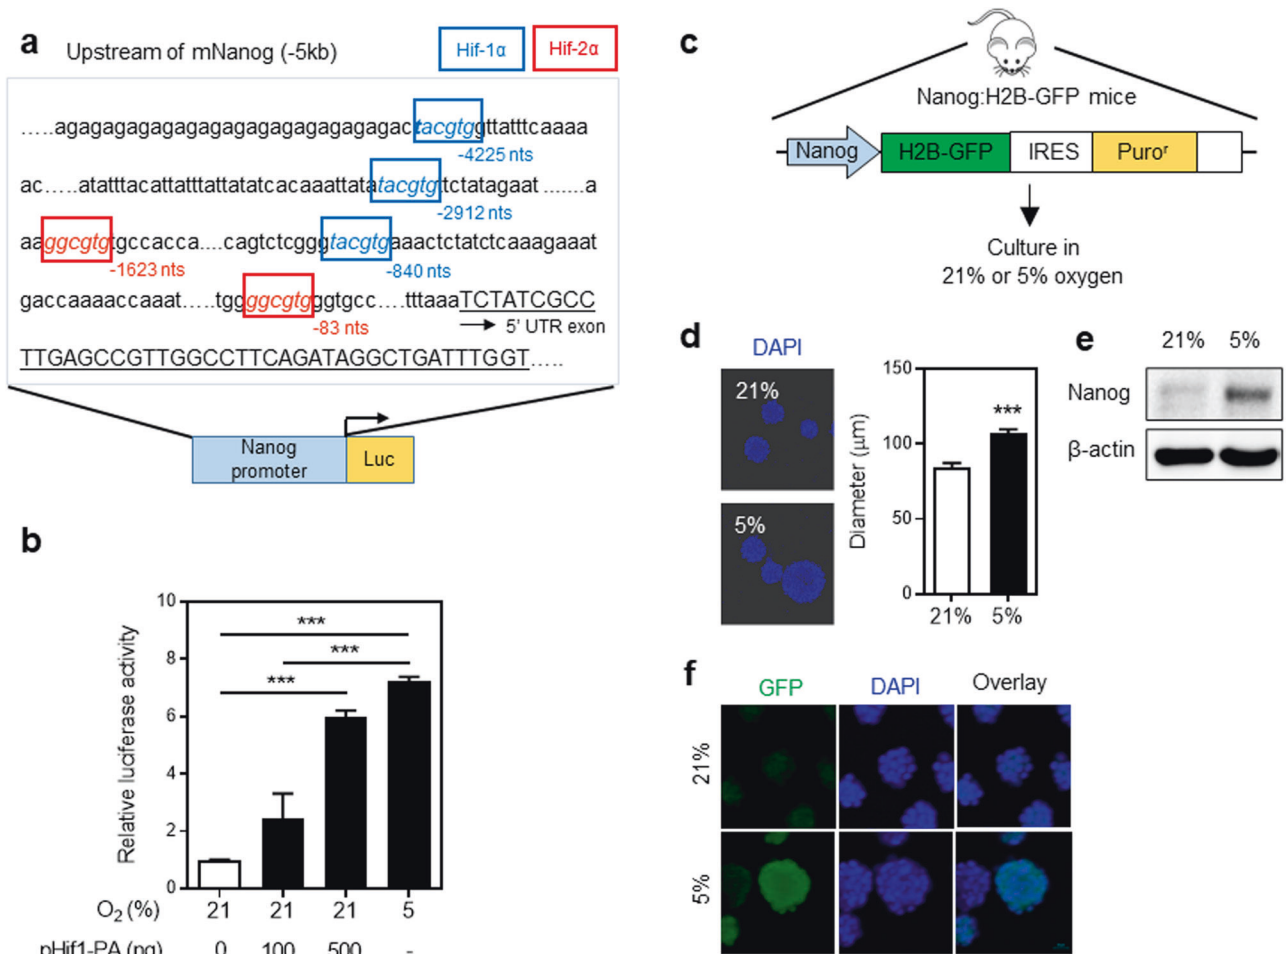 a
Upstream of mNanog (-5kb)
Hif-1α
Hif-2α
.....agagagagagagagagagagagagagagagactacgtggttatttcaaaa
-4225 nts
ac.....atatttacattatttattatatcacaaattatatacgtgttctatagaat.......a
-2912 nts
aaggcgtgtgccacca....cagtctcgggtacgtgaaactctatctcaaagaaat
-1623 nts
-840 nts
gaccaaaaccaaat.....tggggcgtgggtgcc....tttaaaTCTATCGCC
-83 nts
5' UTR exon
TTGAGCCGTTGGCCTTCAGATAGGCTGATTTGGT.....
Nanog promoter
Luc
b
Relative luciferase activity
10
8
6
4
2
0
***
***
***
O2 (%)
21
21
21
5
pHif1-PA (ng)
0
100
500
-
c
Nanog:H2B-GFP mice
Nanog
H2B-GFP
IRES
Puroʳ
Culture in
21% or 5% oxygen
d
DAPI
21%
5%
Diameter (μm)
150
100
50
0
***
21%
5%
e
21%
5%
Nanog
β-actin
f
GFP
DAPI
Overlay
21%
5%